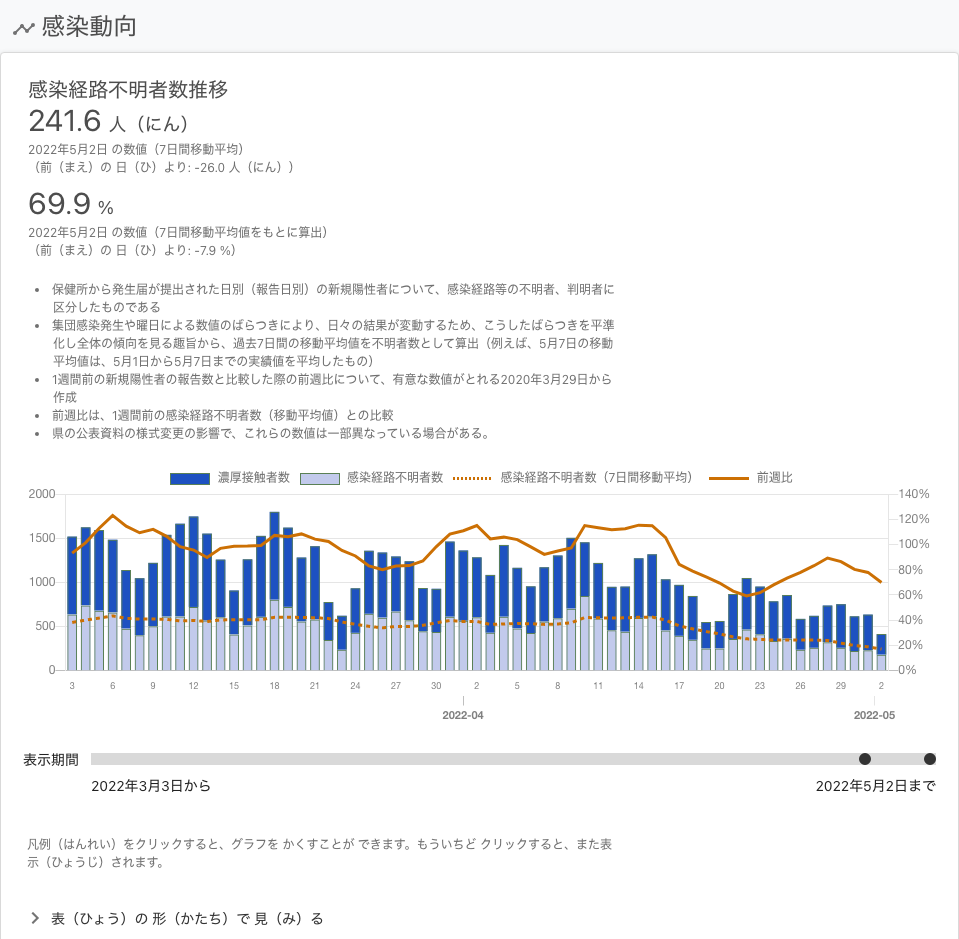 感染動向
感染経路不明者数推移
241.6 人（にん）
2022年5月2日 の数値（7日間移動平均）
（前（まえ）の 日（ひ）より: -26.0 人（にん））
69.9 %
2022年5月2日 の数値（7日間移動平均値をもとに算出）
（前（まえ）の 日（ひ）より: -7.9 %）
• 保健所から発生届が提出された日別（報告日別）の新規陽性者について、感染経路等の不明者、判明者に
区分したものである
• 集団感染発生や曜日による数値のばらつきにより、日々の結果が変動するため、こうしたばらつきを平準
化し全体の傾向を見る趣旨から、過去7日間の移動平均値を不明者数として算出（例えば、5月7日の移動
平均値は、5月1日から5月7日までの実績値を平均したもの）
• 1週間前の新規陽性者の報告数と比較した際の前週比について、有意な数値がとれる2020年3月29日から
作成
• 前週比は、1週間前の感染経路不明者数（移動平均値）との比較
• 県の公表資料の様式変更の影響で、これらの数値は一部異なっている場合がある。
濃厚接触者数 感染経路不明者数 感染経路不明者数（7日間移動平均） 前週比
2000 140%
120%
1500 100%
1000 80%
60%
500 40%
20%
0 0%
3 6 9 12 15 18 21 24 27 30 2 5 8 11 14 17 20 23 26 29 2
2022-04 2022-05
表示期間
2022年3月3日から 2022年5月2日まで
凡例（はんれい）をクリックすると、グラフを かくすことが できます。もういちど クリックすると、また表
示（ひょうじ）されます。
表（ひょう）の 形（かたち）で 見（み）る